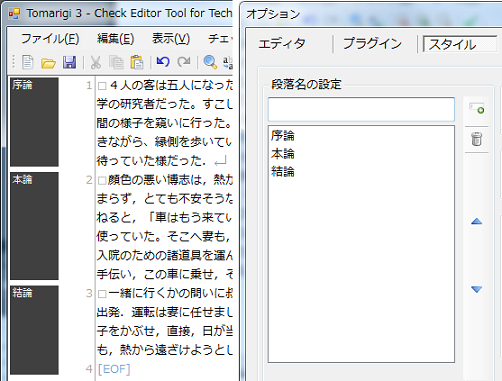 Tomarigi 3 - Check Editor Tool for Tech
ファイル(F) 編集(E) 表示(V) チェッ
序論
1
□４人の客は五人になった
学の研究者だった。すこし
間の様子を窺いに行った。
きながら、縁側を歩いてい
待っていた様だった．↵
本論
2
□顔色の悪い博志は，熱か
まらず，とても不安そうな
ねると，「車はもう来てい
使っていた。そこへ妻も，
入院のための諸道具を運ん
手伝い，この車に乗せ，そ
結論
3
□一緒に行くかの問いに叔
出発．運転は妻に任せまし
子をかぶせ，直接，日が当
も，熱から遠ざけようとし
4
[EOF]
オプション
エディタ
プラグイン
スタイル
段落名の設定
序論
本論
結論